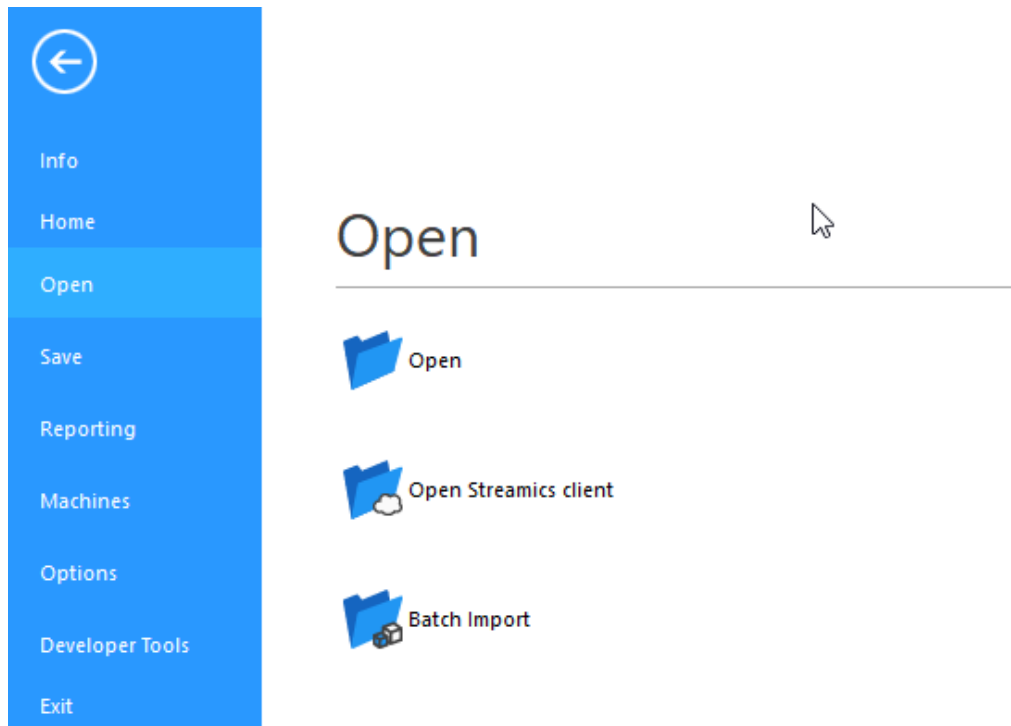 Info
Home
Open
Save
Reporting
Machines
Options
Developer Tools
Exit
Open
Open
Open Streamics client
Batch Import